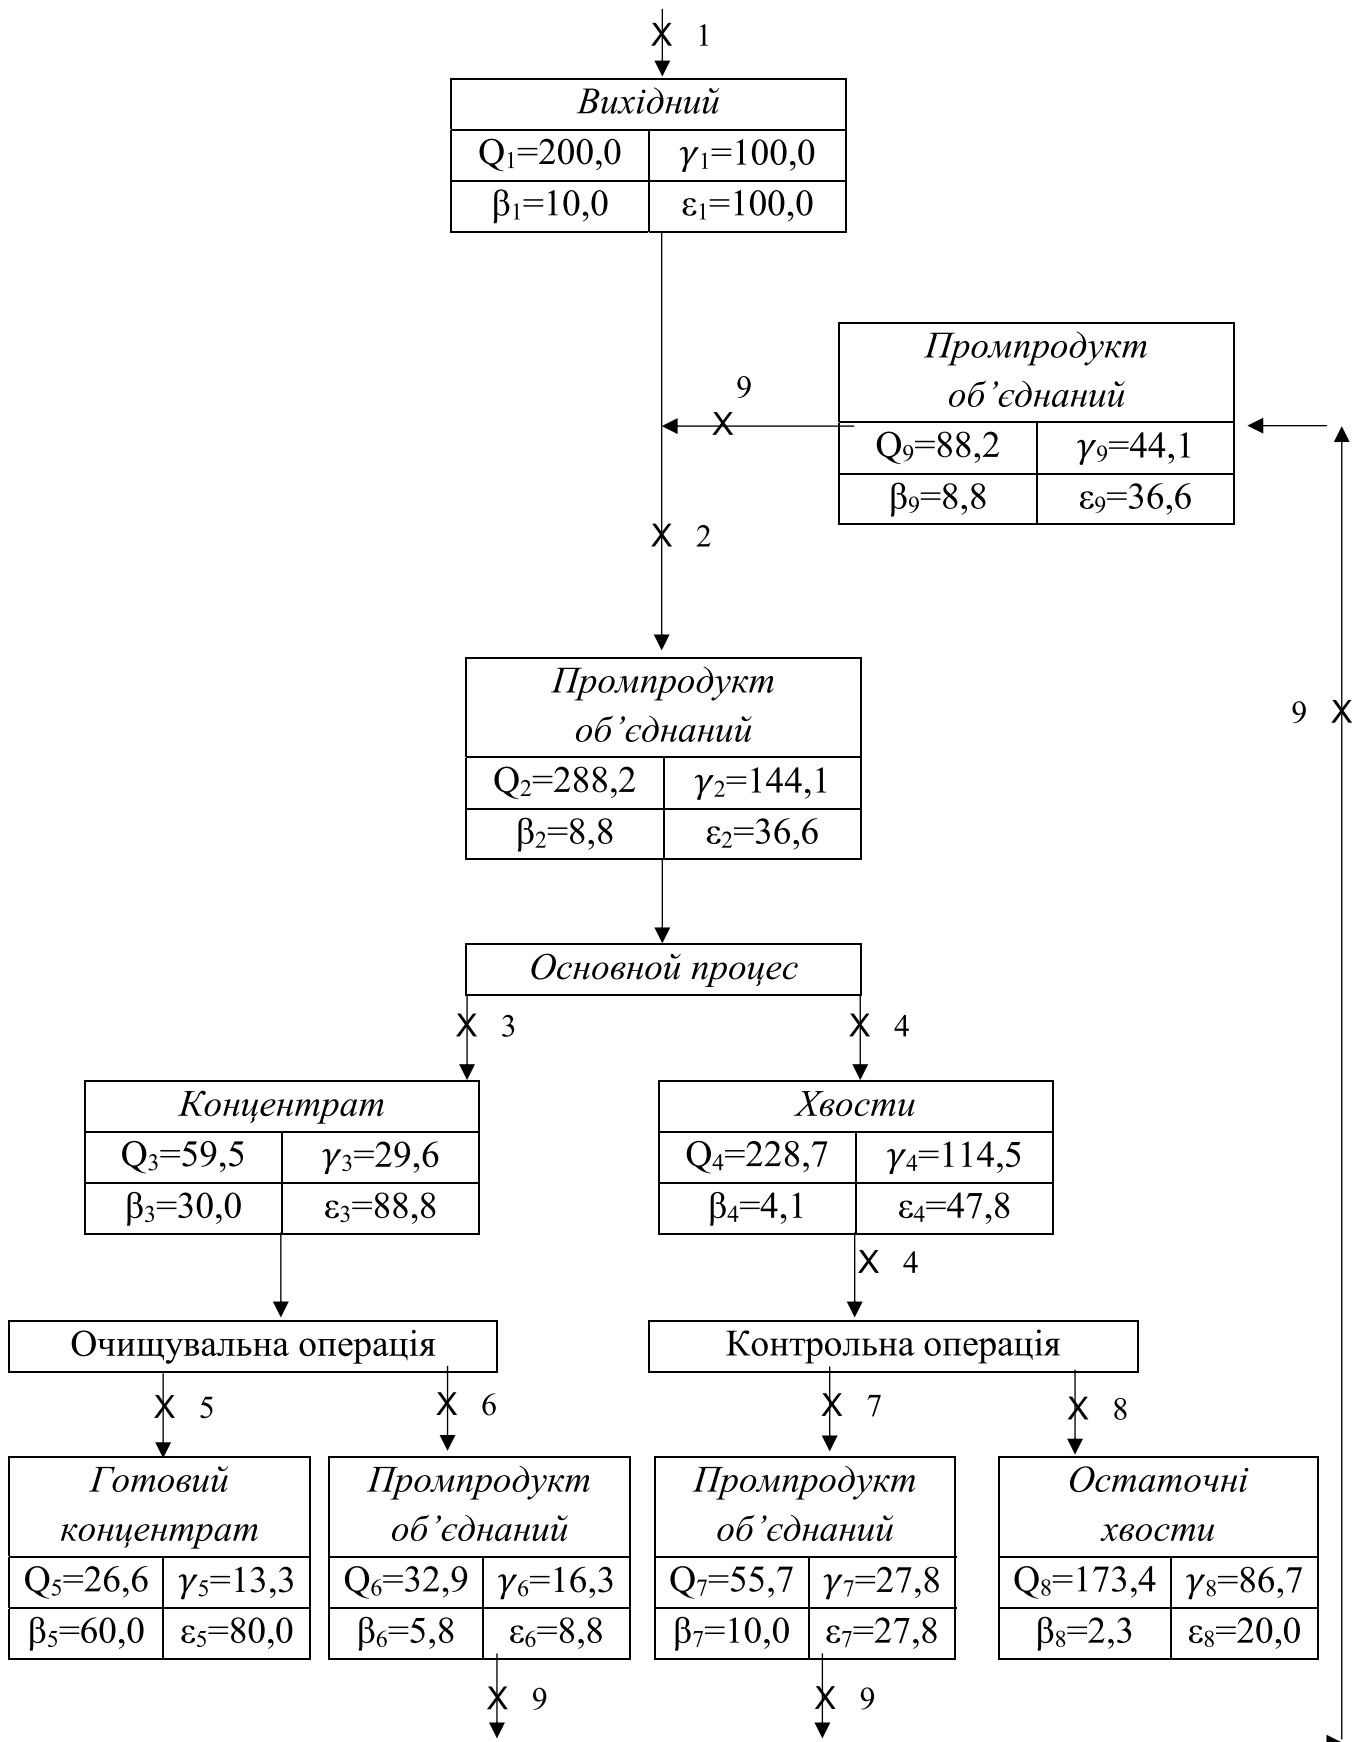 X 1
Вихідний
Q₁=200,0 γ₁=100,0
β₁=10,0 ε₁=100,0
Промпродукт
об’єднаний
9
X
Q₉=88,2 γ₉=44,1
β₉=8,8 ε₉=36,6
X 2
Промпродукт
об’єднаний
9 X
Q₂=288,2 γ₂=144,1
β₂=8,8 ε₂=36,6
Основной процес
X 3 X 4
Концентрат Хвости
Q₃=59,5 γ₃=29,6 Q₄=228,7 γ₄=114,5
β₃=30,0 ε₃=88,8 β₄=4,1 ε₄=47,8
X 4
Очищувальна операція Контрольна операція
X 5 X 6 X 7 X 8
Готовий Промпродукт Промпродукт Остаточні
концентрат об’єднаний об’єднаний хвости
Q₅=26,6 γ₅=13,3 Q₆=32,9 γ₆=16,3 Q₇=55,7 γ₇=27,8 Q₈=173,4 γ₈=86,7
β₅=60,0 ε₅=80,0 β₆=5,8 ε₆=8,8 β₇=10,0 ε₇=27,8 β₈=2,3 ε₈=20,0
X 9 X 9